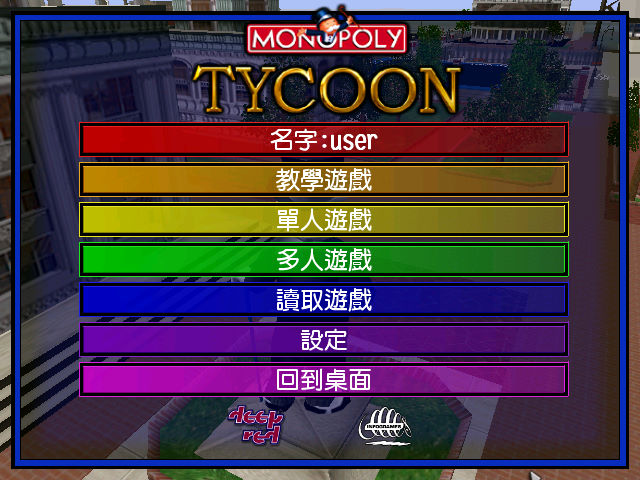 MONOPOLY
TYCOON
名字:user
教學遊戲
單人遊戲
多人遊戲
讀取遊戲
設定
回到桌面
deep
red
INFOGRAMES